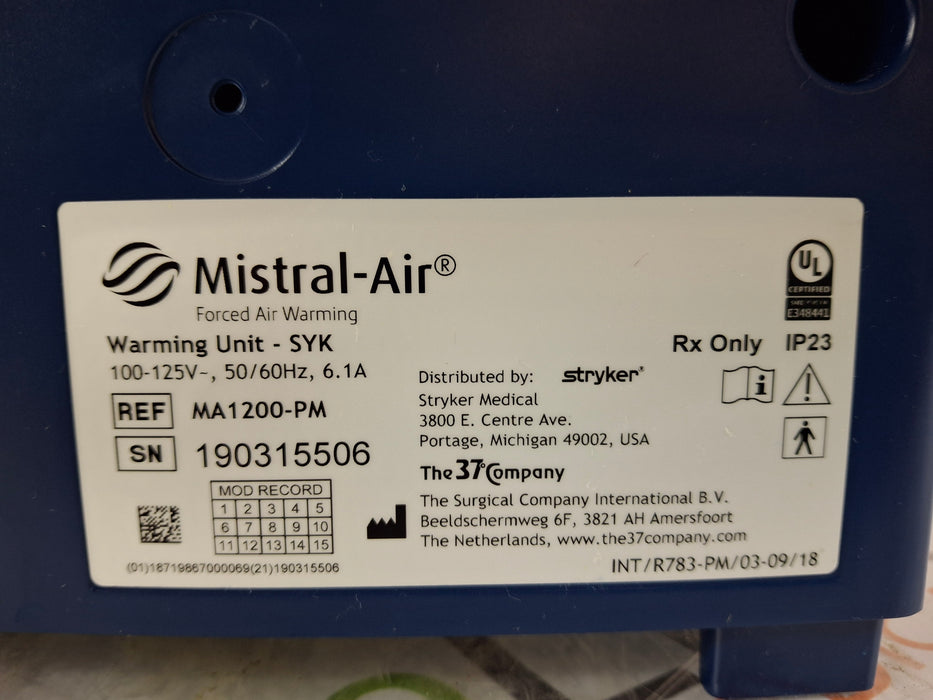 Mistral-Air®
Forced Air Warming
Warming Unit - SYK
100-125V~, 50/60Hz, 6.1A
REF MA1200-PM
SN 190315506
MOD RECORD
1 2 3 4 5
6 7 8 9 10
11 12 13 14 15
(01)18719867000069(21)190315506
Distributed by: stryker®
Stryker Medical
3800 E. Centre Ave.
Portage, Michigan 49002, USA
The 37° Company
The Surgical Company International B.V.
Beeldschermweg 6F, 3821 AH Amersfoort
The Netherlands, www.the37company.com
UL
CERTIFIED
E348441
Rx Only IP23
i
INT/R783-PM/03-09/18